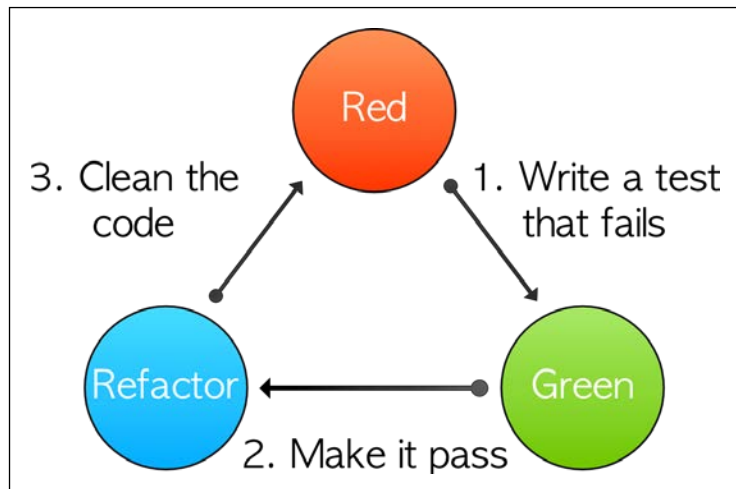 Red
1. Write a test
that fails
3. Clean the
code
Refactor
Green
2. Make it pass